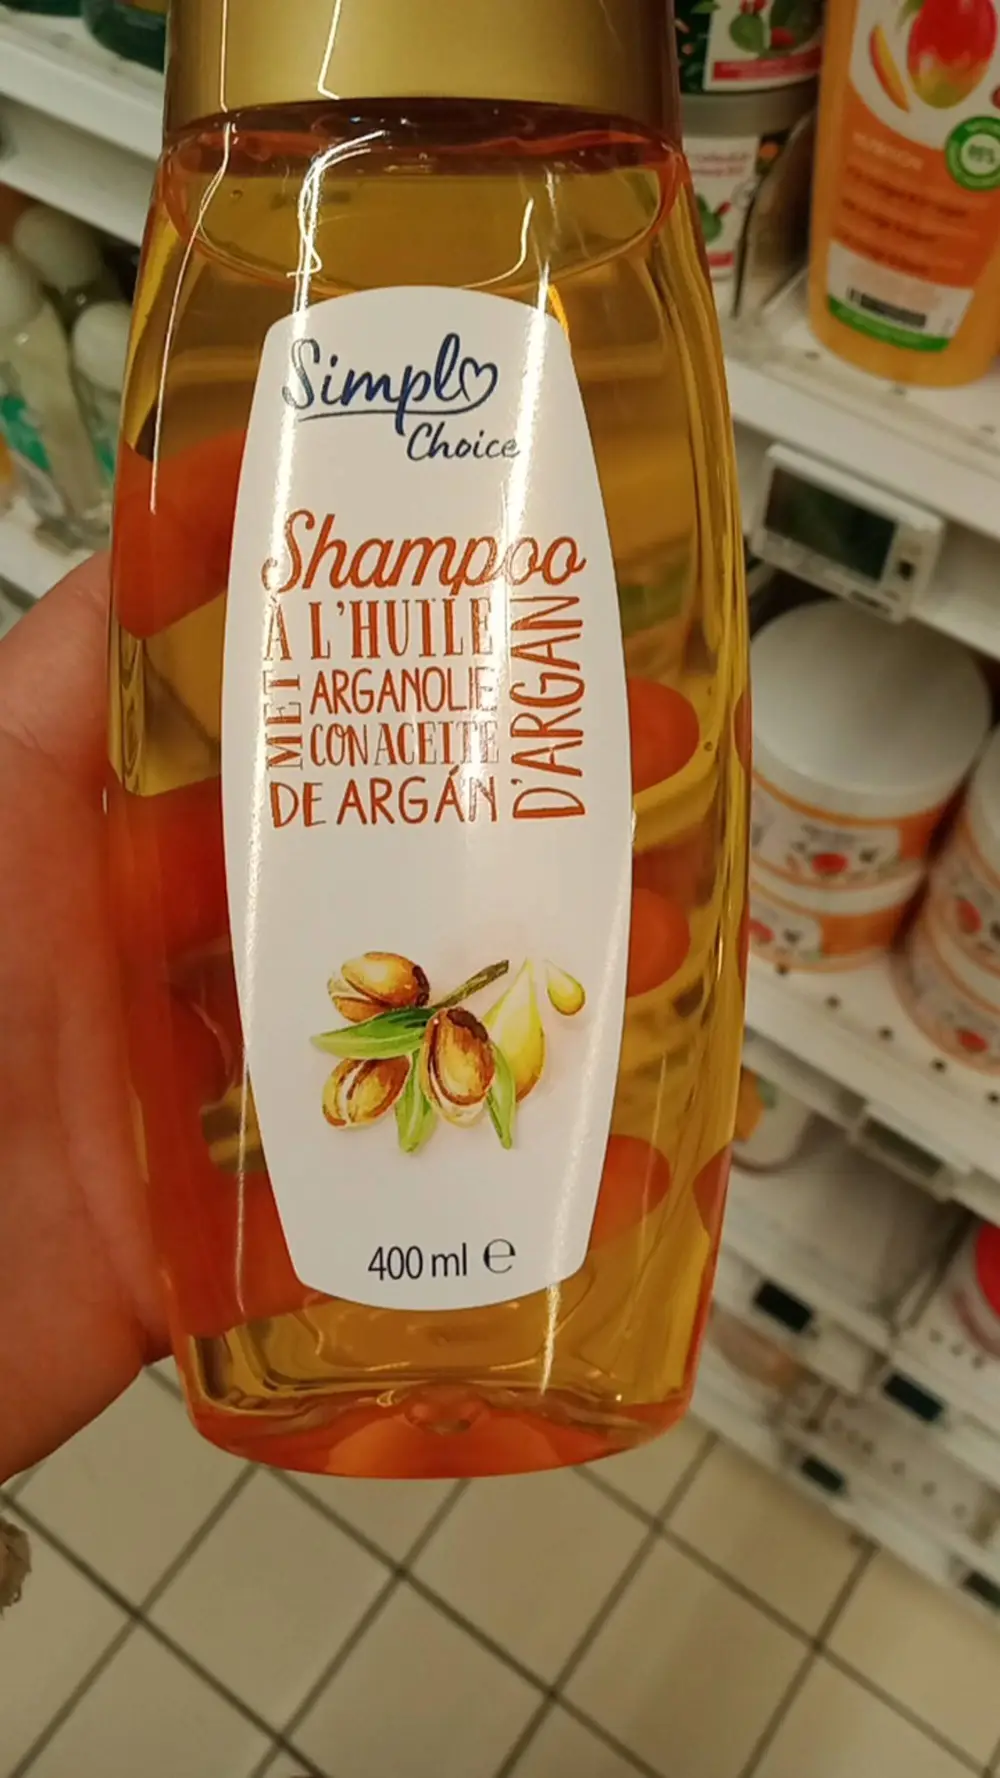 Simpl
Choice
Shampoo
À L'HUILE
D'ARGAN
MET ARGANOLIE
CON ACEITE
DE ARGÁN
400 ml e